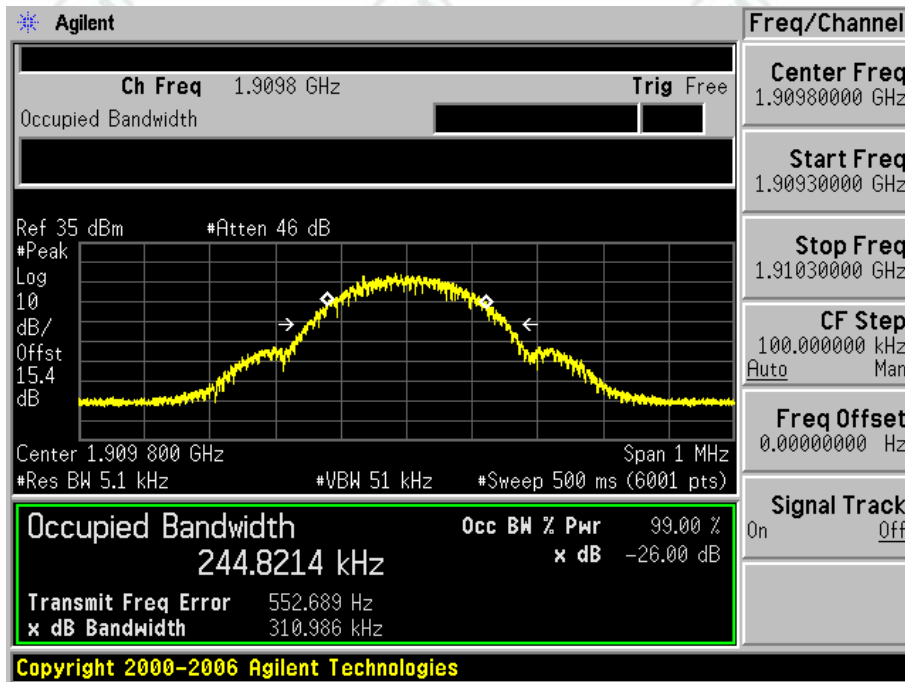 Agilent
Freq/Channel
Ch Freq 1.9098 GHz Trig Free
Occupied Bandwidth
Center Freq
1.90980000 GHz
Start Freq
1.90930000 GHz
Stop Freq
1.91030000 GHz
CF Step
100.000000 kHz
Auto Man
Freq Offset
0.00000000 Hz
Signal Track
On Off
Ref 35 dBm #Atten 46 dB
#Peak
Log
10
dB/
Offst
15.4
dB
Center 1.909 800 GHz Span 1 MHz
#Res BW 5.1 kHz #VBW 51 kHz #Sweep 500 ms (6001 pts)
Occupied Bandwidth Occ BW % Pwr 99.00 %
244.8214 kHz x dB -26.00 dB
Transmit Freq Error 552.689 Hz
x dB Bandwidth 310.986 kHz
Copyright 2000-2006 Agilent Technologies